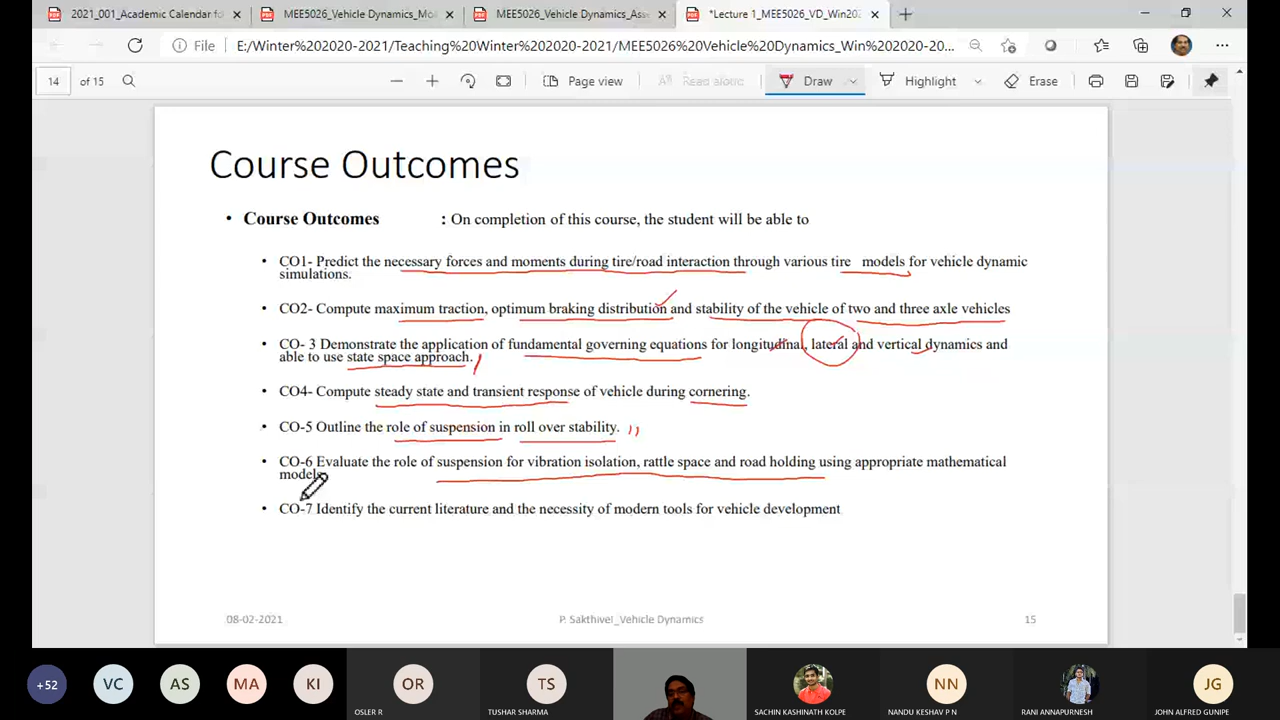 2021_001_Academic Calendar fo
MEE5026_Vehicle Dynamics_Mo
MEE5026_Vehicle Dynamics_Ass
*Lecture 1_MEE5026_VD_Win202
File E:/Winter%202020-2021/Teaching%20Winter%202020-2021/MEE5026%20Vehicle%20Dynamics_Win%202020-20...
14 of 15 Page view Read aloud Draw Highlight Erase
Course Outcomes
• Course Outcomes : On completion of this course, the student will be able to
• CO1- Predict the necessary forces and moments during tire/road interaction through various tire models for vehicle dynamic
simulations.
• CO2- Compute maximum traction, optimum braking distribution and stability of the vehicle of two and three axle vehicles
• CO- 3 Demonstrate the application of fundamental governing equations for longitudinal, lateral and vertical dynamics and
able to use state space approach.
• CO4- Compute steady state and transient response of vehicle during cornering.
• CO-5 Outline the role of suspension in roll over stability.
• CO-6 Evaluate the role of suspension for vibration isolation, rattle space and road holding using appropriate mathematical
models
• CO-7 Identify the current literature and the necessity of modern tools for vehicle development
08-02-2021 P. Sakthivel_Vehicle Dynamics 15
+52 VC AS MA KI OR TS NN JG
OSLER R TUSHAR SHARMA SACHIN KASHINATH KOLPE NANDU KESHAV P N RANI ANNAPURNESH JOHN ALFRED GUNIPE